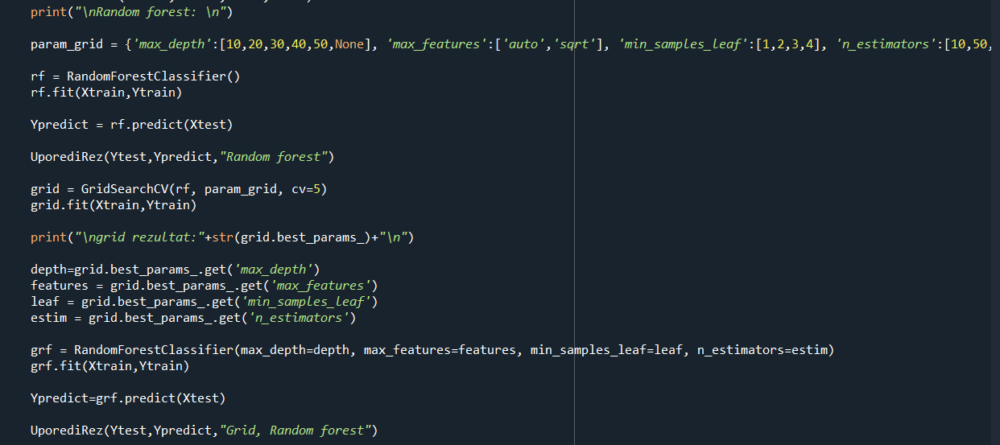 print("\nRandom forest: \n")
param_grid = {'max_depth':[10,20,30,40,50,None], 'max_features':['auto','sqrt'], 'min_samples_leaf':[1,2,3,4], 'n_estimators':[10,50,
rf = RandomForestClassifier()
rf.fit(Xtrain,Ytrain)
Ypredict = rf.predict(Xtest)
UporediRez(Ytest,Ypredict,"Random forest")
grid = GridSearchCV(rf, param_grid, cv=5)
grid.fit(Xtrain,Ytrain)
print("\ngrid rezultat:"+str(grid.best_params_)+"\n")
depth=grid.best_params_.get('max_depth')
features = grid.best_params_.get('max_features')
leaf = grid.best_params_.get('min_samples_leaf')
estim = grid.best_params_.get('n_estimators')
grf = RandomForestClassifier(max_depth=depth, max_features=features, min_samples_leaf=leaf, n_estimators=estim)
grf.fit(Xtrain,Ytrain)
Ypredict=grf.predict(Xtest)
UporediRez(Ytest,Ypredict,"Grid, Random forest")